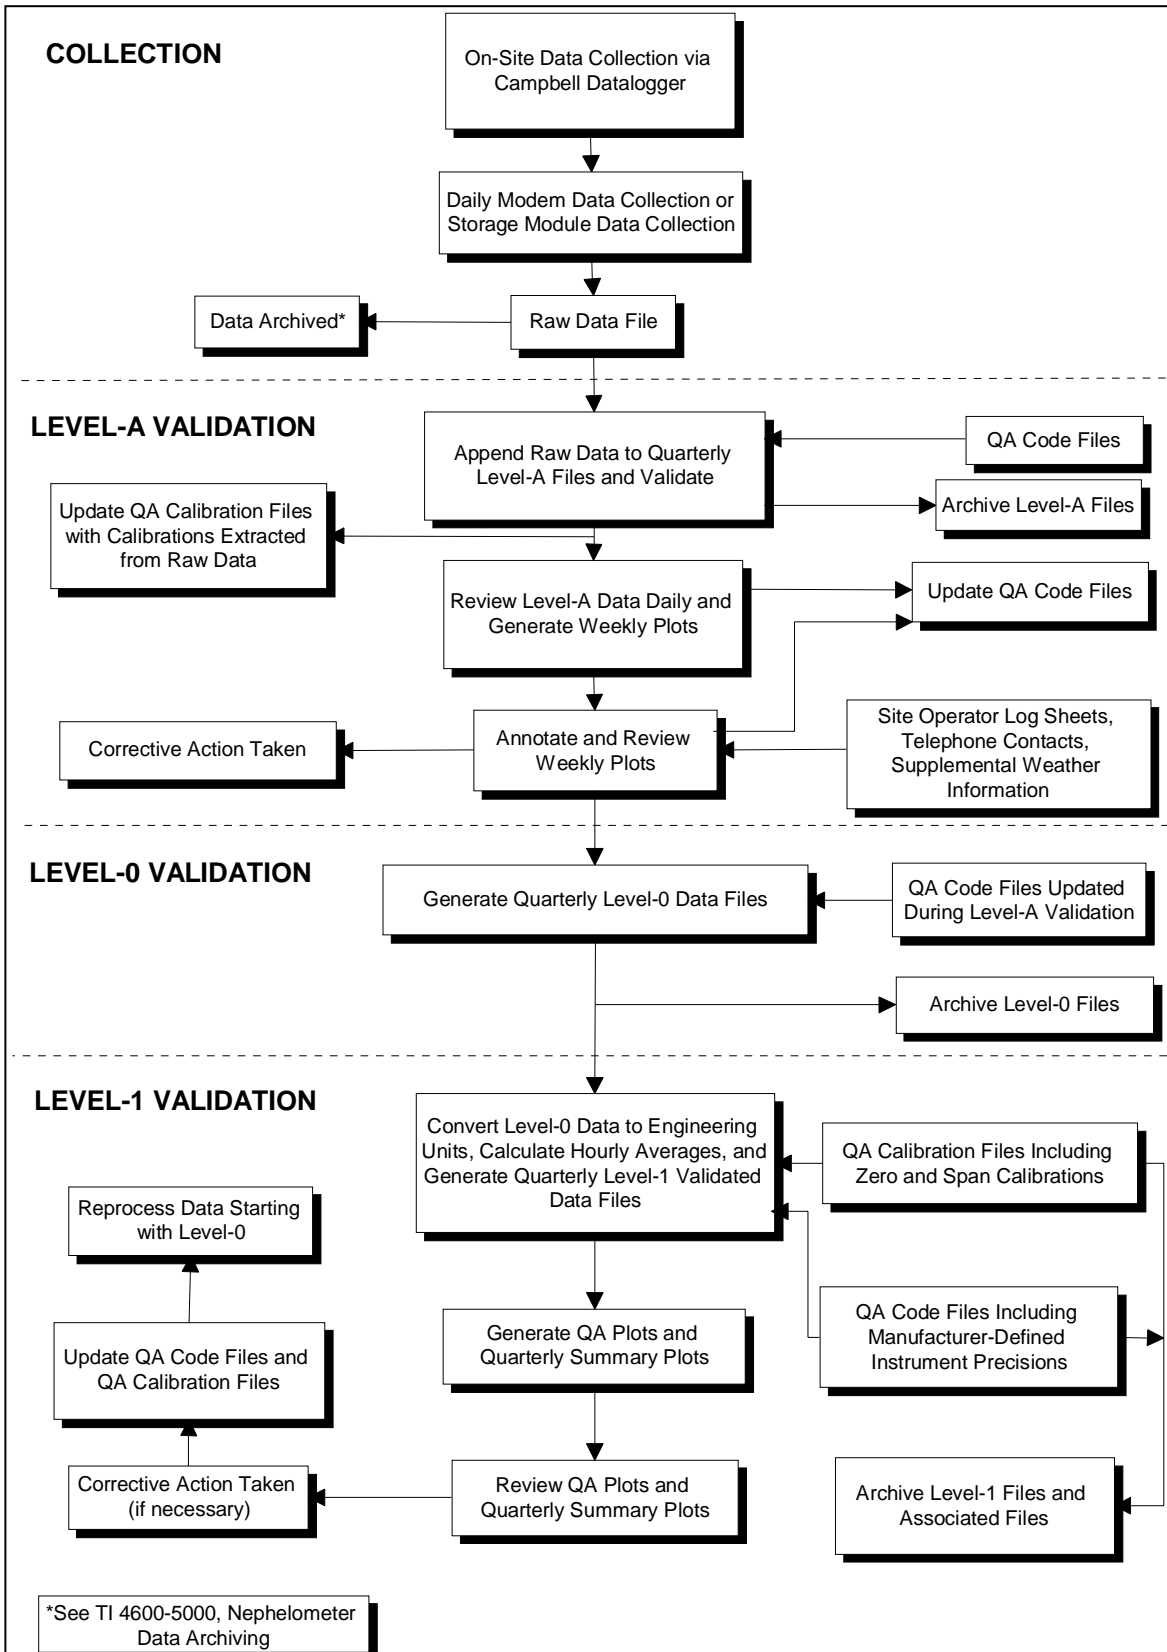 COLLECTION
On-Site Data Collection via
Campbell Datalogger
Daily Modem Data Collection or
Storage Module Data Collection
Data Archived*
Raw Data File
LEVEL-A VALIDATION
Append Raw Data to Quarterly
Level-A Files and Validate
QA Code Files
Archive Level-A Files
Update QA Calibration Files
with Calibrations Extracted
from Raw Data
Review Level-A Data Daily and
Generate Weekly Plots
Update QA Code Files
Corrective Action Taken
Annotate and Review
Weekly Plots
Site Operator Log Sheets,
Telephone Contacts,
Supplemental Weather
Information
LEVEL-0 VALIDATION
Generate Quarterly Level-0 Data Files
QA Code Files Updated
During Level-A Validation
Archive Level-0 Files
LEVEL-1 VALIDATION
Convert Level-0 Data to Engineering
Units, Calculate Hourly Averages, and
Generate Quarterly Level-1 Validated
Data Files
QA Calibration Files Including
Zero and Span Calibrations
Reprocess Data Starting
with Level-0
Generate QA Plots and
Quarterly Summary Plots
QA Code Files Including
Manufacturer-Defined
Instrument Precisions
Update QA Code Files and
QA Calibration Files
Corrective Action Taken
(if necessary)
Review QA Plots and
Quarterly Summary Plots
Archive Level-1 Files and
Associated Files
*See TI 4600-5000, Nephelometer
Data Archiving